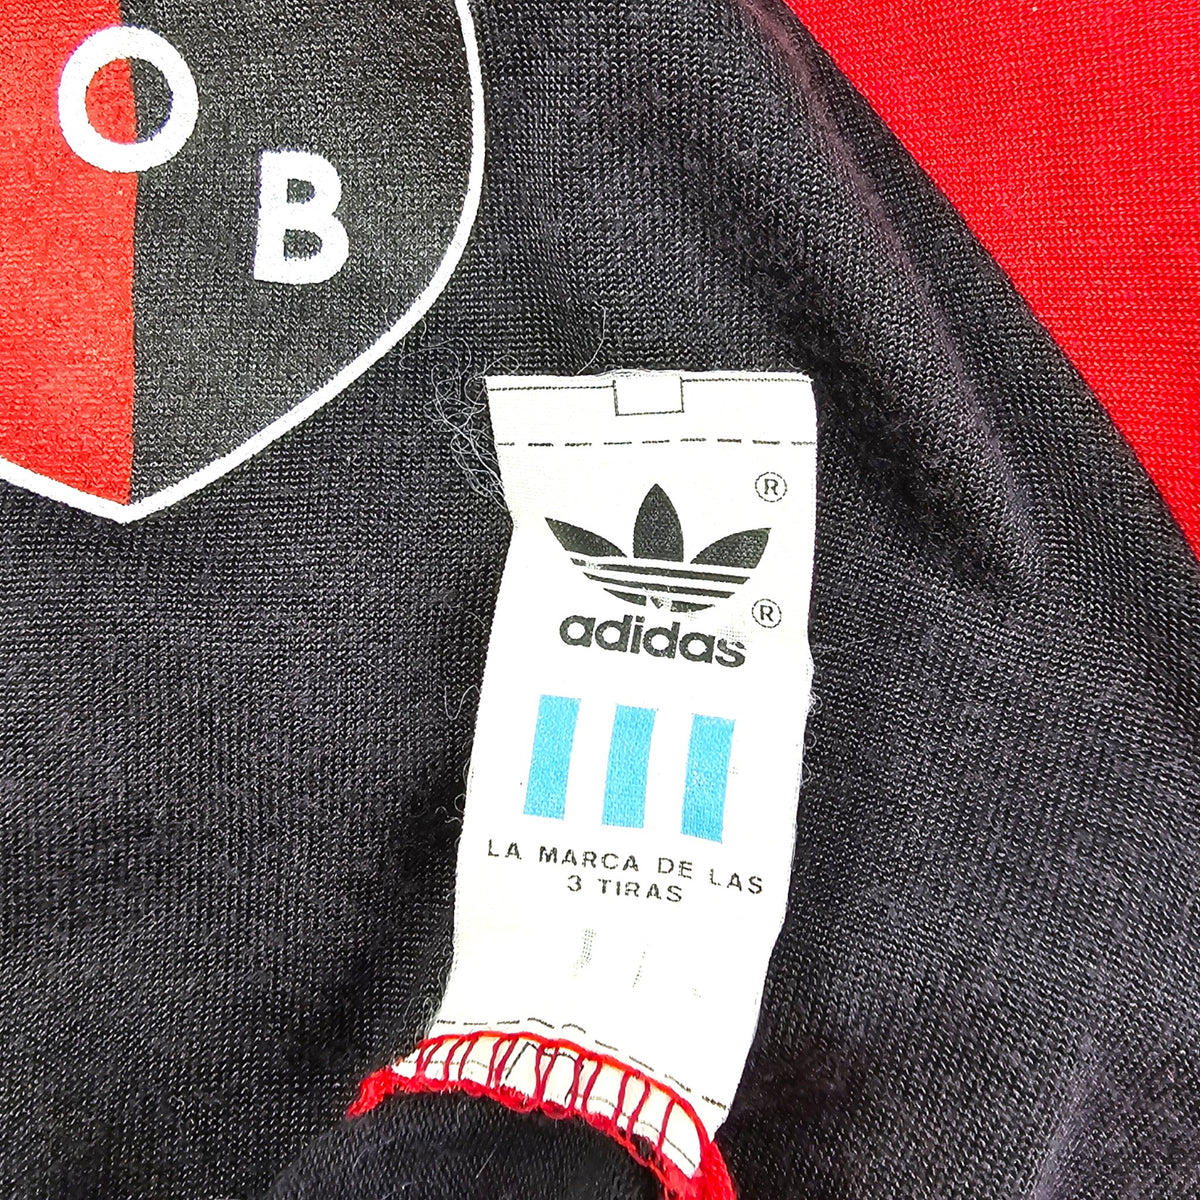 O
B
®
®
adidas
LA MARCA DE LAS
3 TIRAS